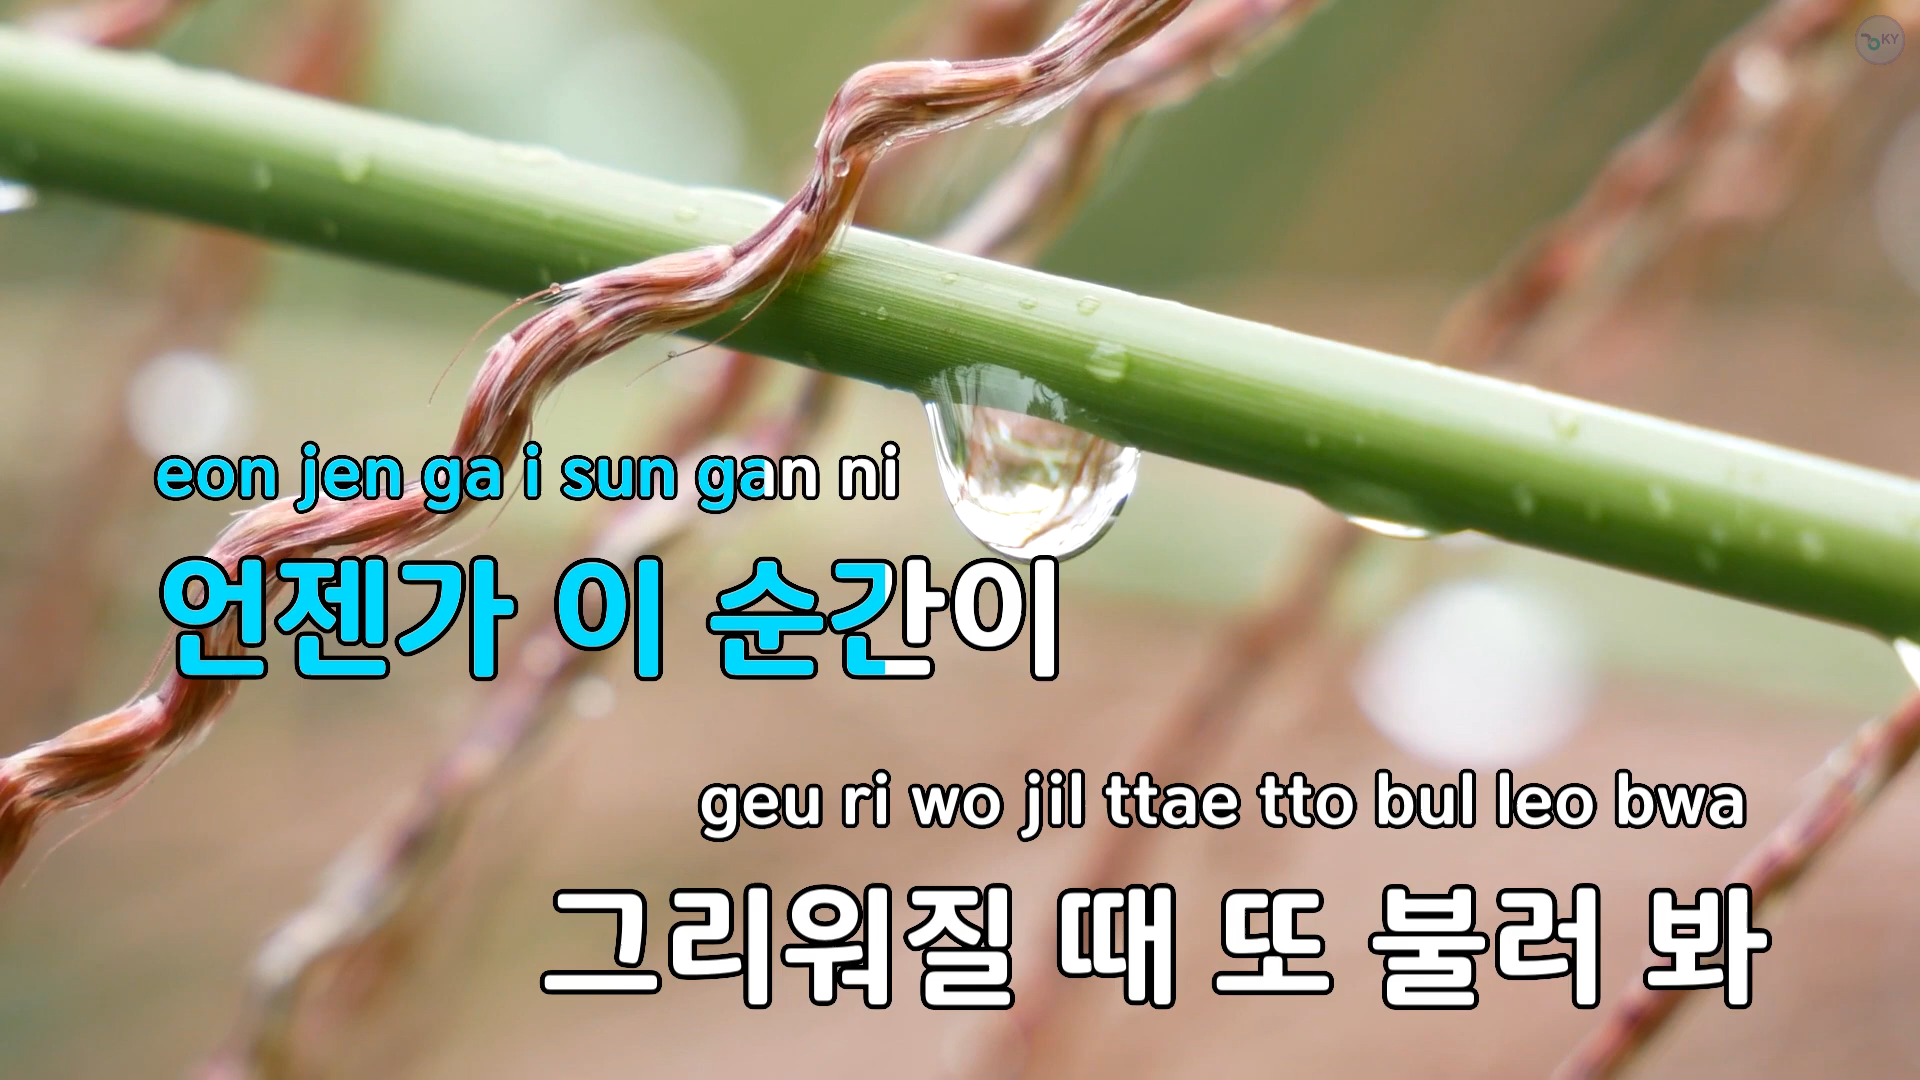 KY
eon jen ga i sun gan ni
언젠가 이 순간이
geu ri wo jil ttae tto bul leo bwa
그리워질 때 또 불러 봐